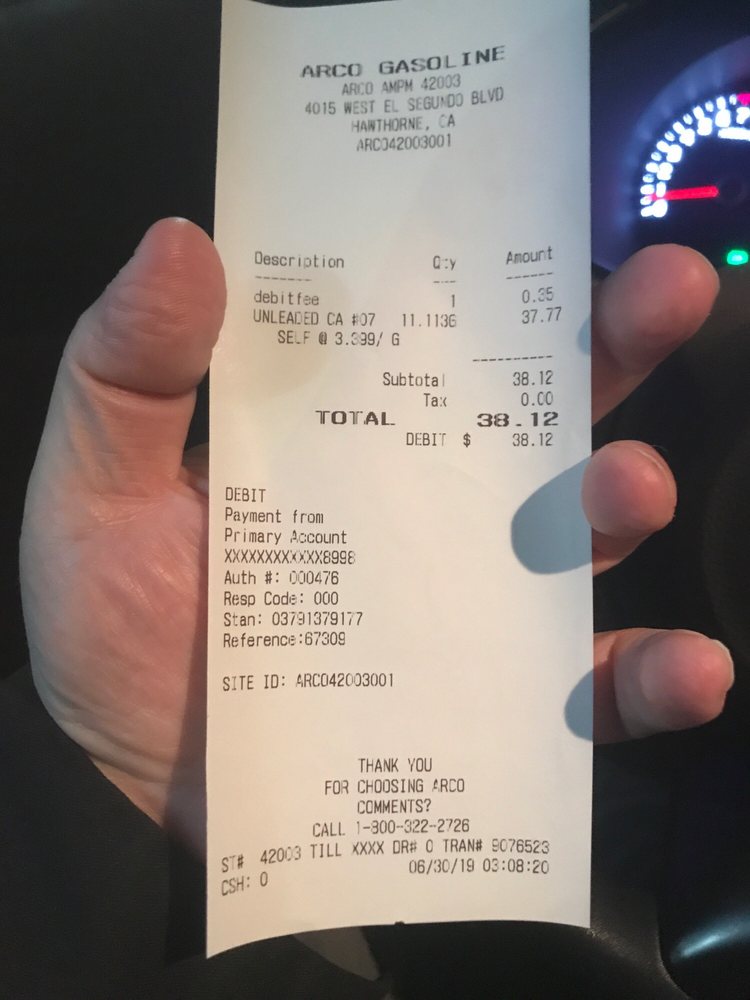 ARCO GASOLINE
ARCO AMPM 42003
4015 WEST EL SEGUNDO BLVD
HAWTHORNE, CA
ARCO42003001
Description Qty Amount
debitfee 1 0.35
UNLEADED CA #07 11.1136 37.77
SELF @ 3.399/ G
Subtotal 38.12
Tax 0.00
TOTAL 38.12
DEBIT $ 38.12
DEBIT
Payment from
Primary Account
XXXXXXXXXXXX8998
Auth #: 000476
Resp Code: 000
Stan: 03791379177
Reference:67309
SITE ID: ARCO42003001
THANK YOU
FOR CHOOSING ARCO
COMMENTS?
CALL 1-800-322-2726
ST# 42003 TILL XXXX DR# 0 TRAN# 9076523
CSH: 0 06/30/19 03:08:20